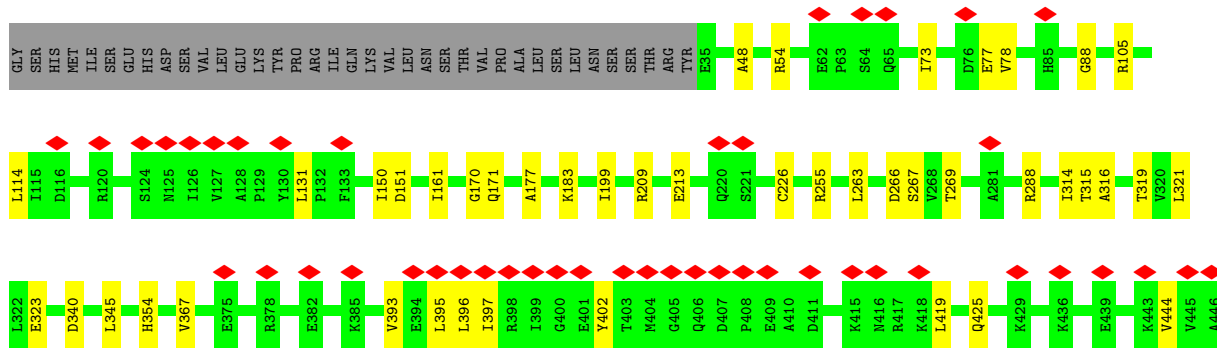 GLY SER HIS MET ILE SER GLU HIS ASP SER VAL LEU GLU LYS TYR PRO ARG ILE GLN LYS VAL LEU ASN SER THR VAL PRO ALA LEU SER LEU ASN SER SER THR ARG TYR E35 A48 R54 E62 P63 S64 Q65 I73 D76 E77 V78 H85 G88 R105
L114 I115 D116 R120 S124 N125 I126 V127 A128 P129 Y130 L131 P132 F133 I150 D151 I161 G170 Q171 A177 K183 I199 R209 E213 Q220 S221 C226 R255 L263 D266 S267 V268 T269 A281 R288 I314 T315 A316 T319 V320 L321
L322 E323 D340 L345 H354 V367 E375 R378 E382 K385 V393 E394 L395 L396 I397 R398 I399 G400 E401 Y402 T403 M404 G405 Q406 D407 P408 E409 A410 D411 K415 N416 R417 K418 L419 Q425 K429 K436 E439 K443 V444 V445 A446